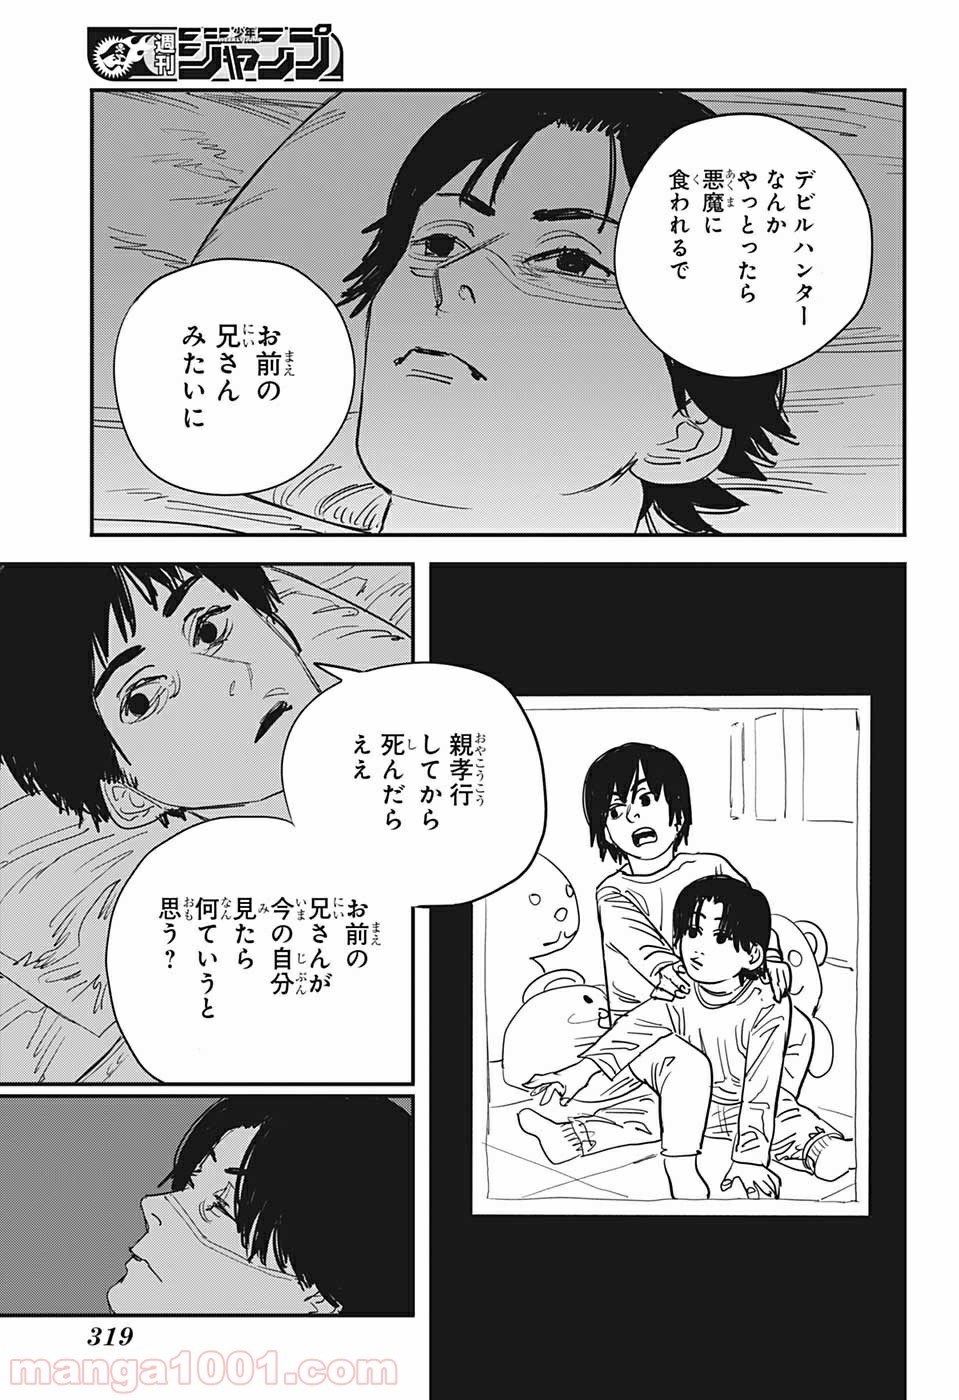 週刊
少年
ジャンプ
デビルハンター
なんか
やっとったら
悪魔に
食われるで
お前の
兄さん
みたいに
親孝行
してから
死んだら
ええ
お前の
兄さんが
今の自分
見たら
何ていうと
思う?
319
manga1001.com